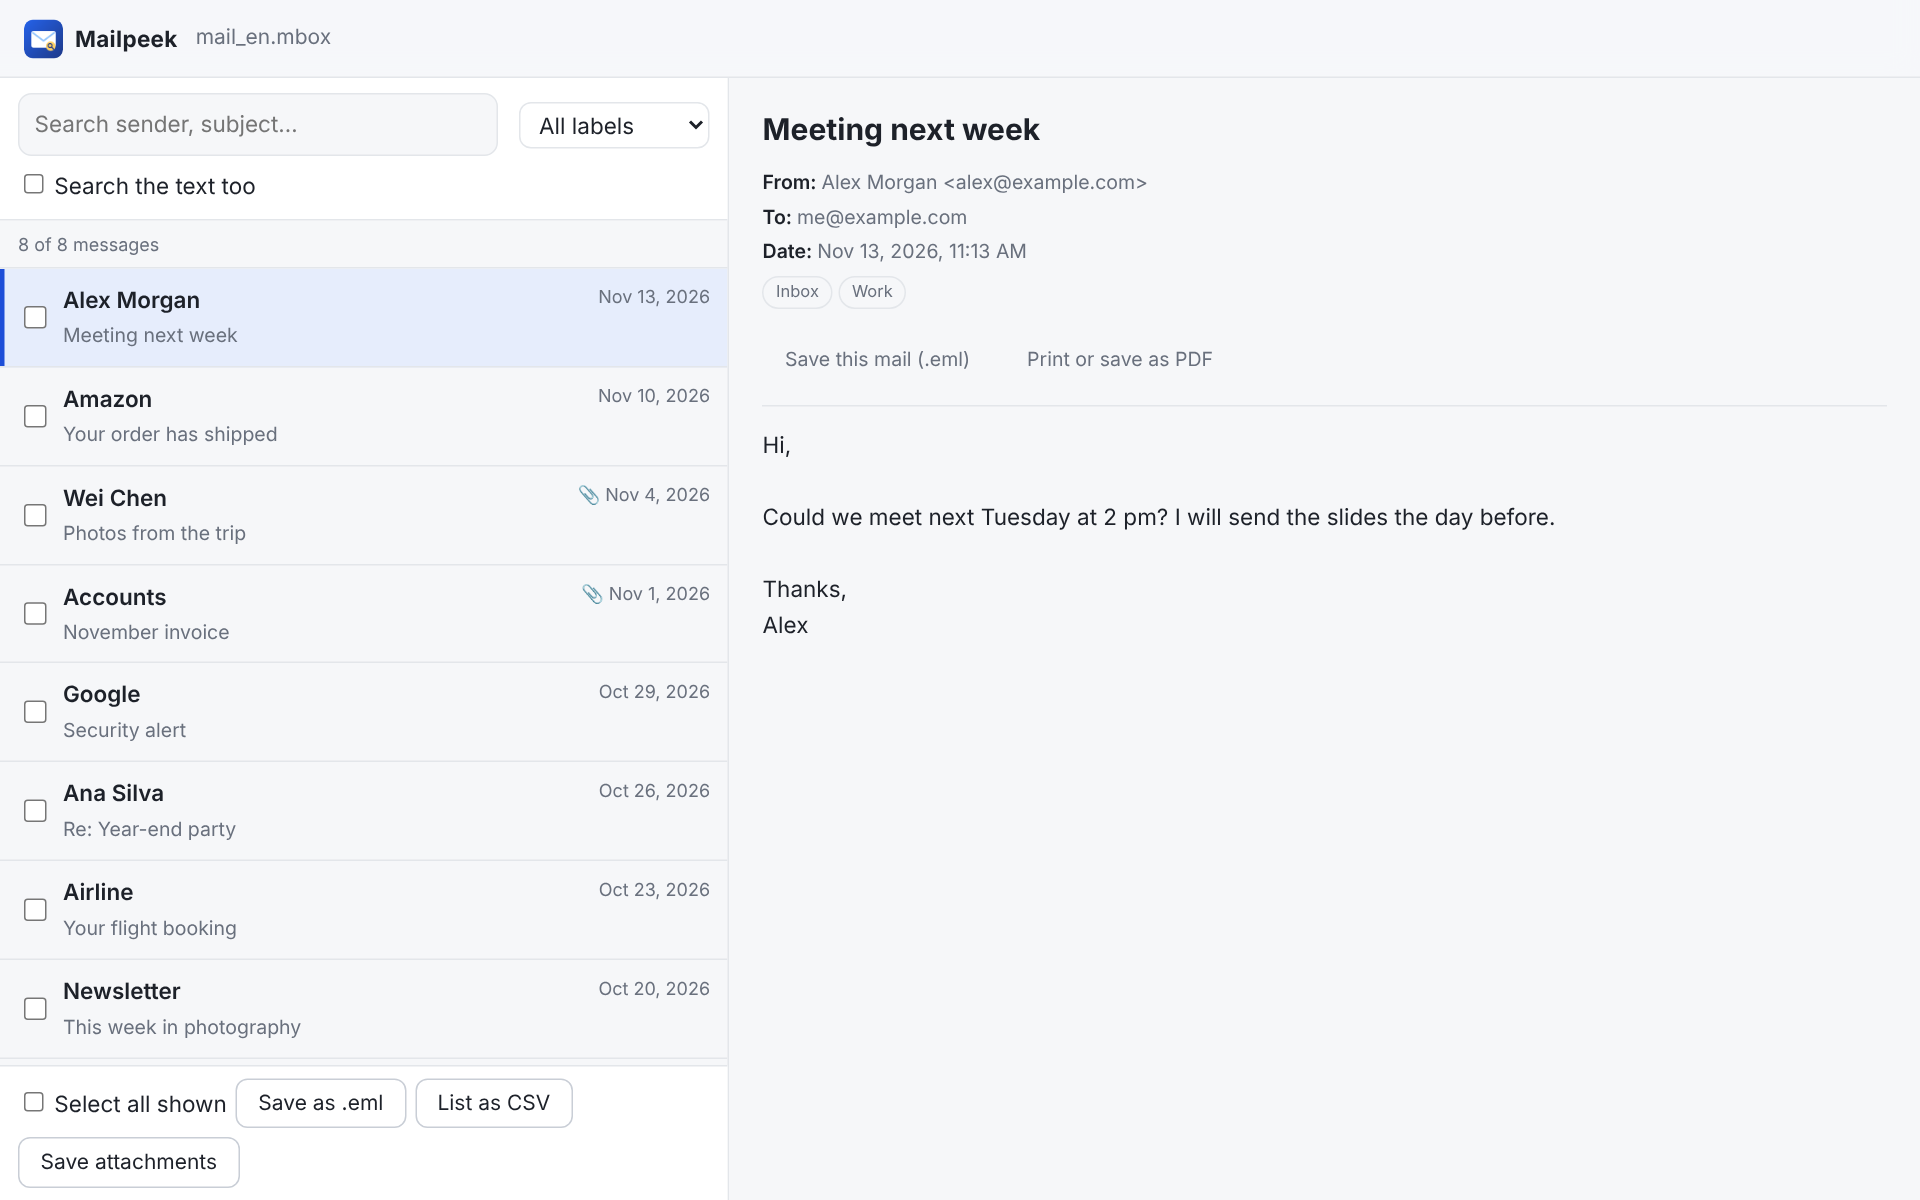 Mailpeek mail_en.mbox
Search sender, subject...
All labels
Search the text too
8 of 8 messages
Alex Morgan Nov 13, 2026
Meeting next week
Amazon Nov 10, 2026
Your order has shipped
Wei Chen 📎 Nov 4, 2026
Photos from the trip
Accounts 📎 Nov 1, 2026
November invoice
Google Oct 29, 2026
Security alert
Ana Silva Oct 26, 2026
Re: Year-end party
Airline Oct 23, 2026
Your flight booking
Newsletter Oct 20, 2026
This week in photography
Select all shown Save as .eml List as CSV
Save attachments
Meeting next week
From: Alex Morgan <alex@example.com>
To: me@example.com
Date: Nov 13, 2026, 11:13 AM
Inbox Work
Save this mail (.eml) Print or save as PDF
Hi,
Could we meet next Tuesday at 2 pm? I will send the slides the day before.
Thanks,
Alex